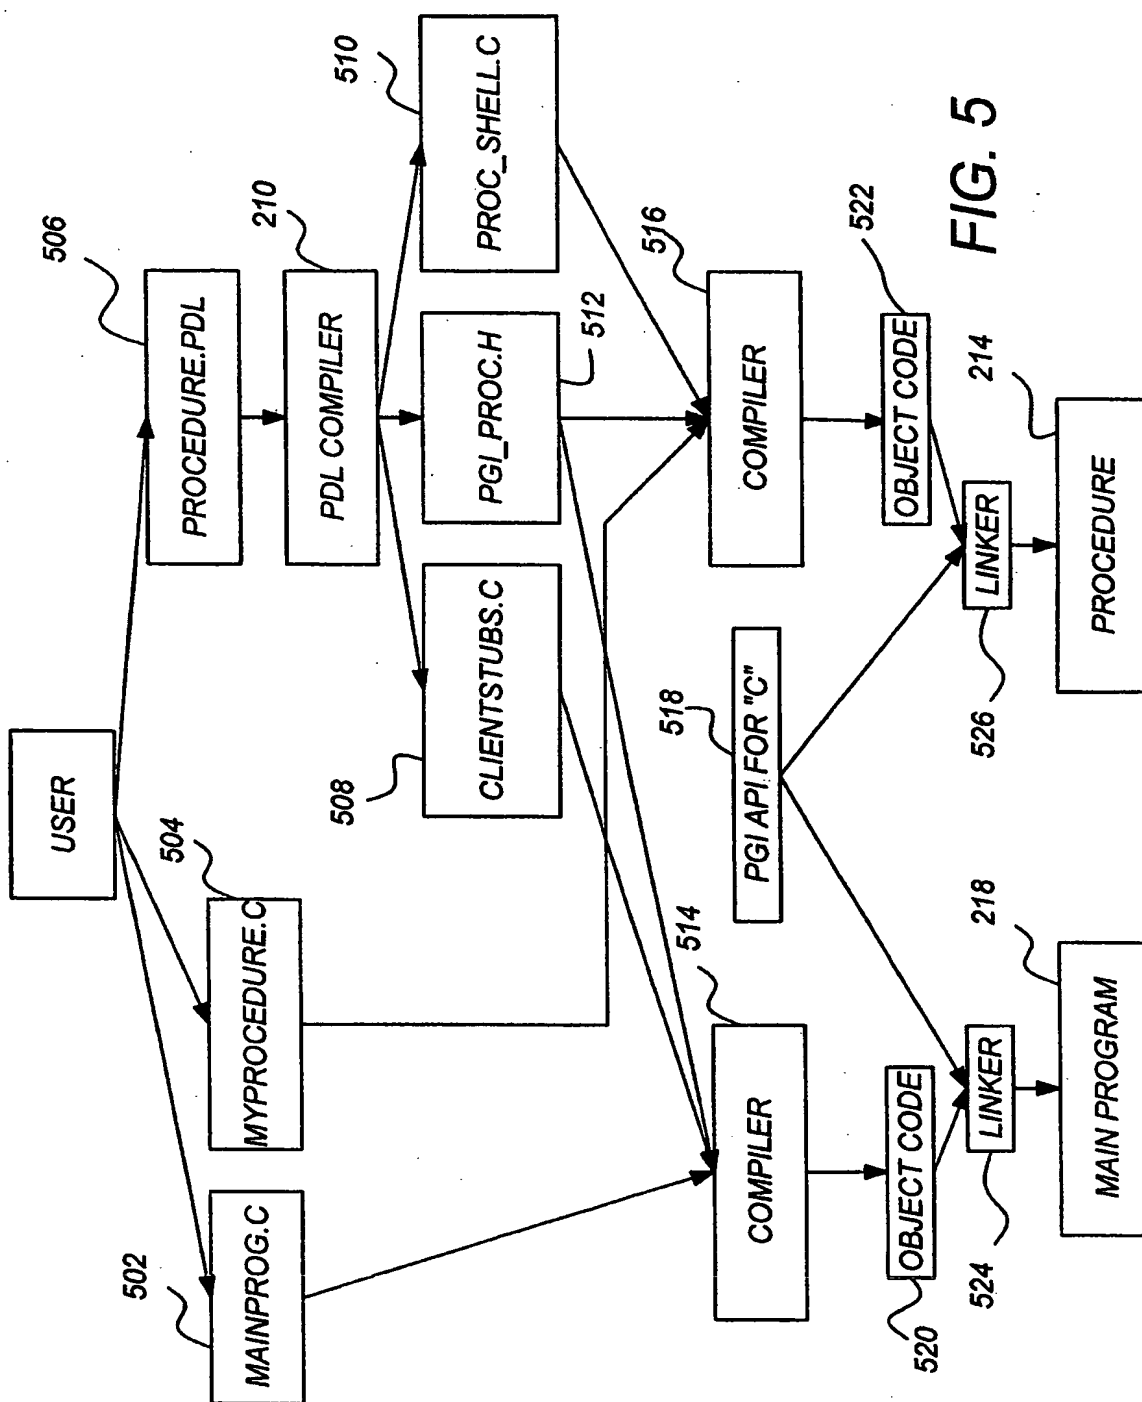 USER
506
PROCEDURE.PDL
504
MYPROCEDURE.C
502
MAINPROG.C
210
PDL COMPILER
510
PROC_SHELL.C
PGI_PROC.H
512
CLIENTSTUBS.C
508
516
COMPILER
518
PGI API FOR "C"
514
COMPILER
522
OBJECT CODE
OBJECT CODE
520
LINKER
526
LINKER
524
214
PROCEDURE
218
MAIN PROGRAM
FIG. 5